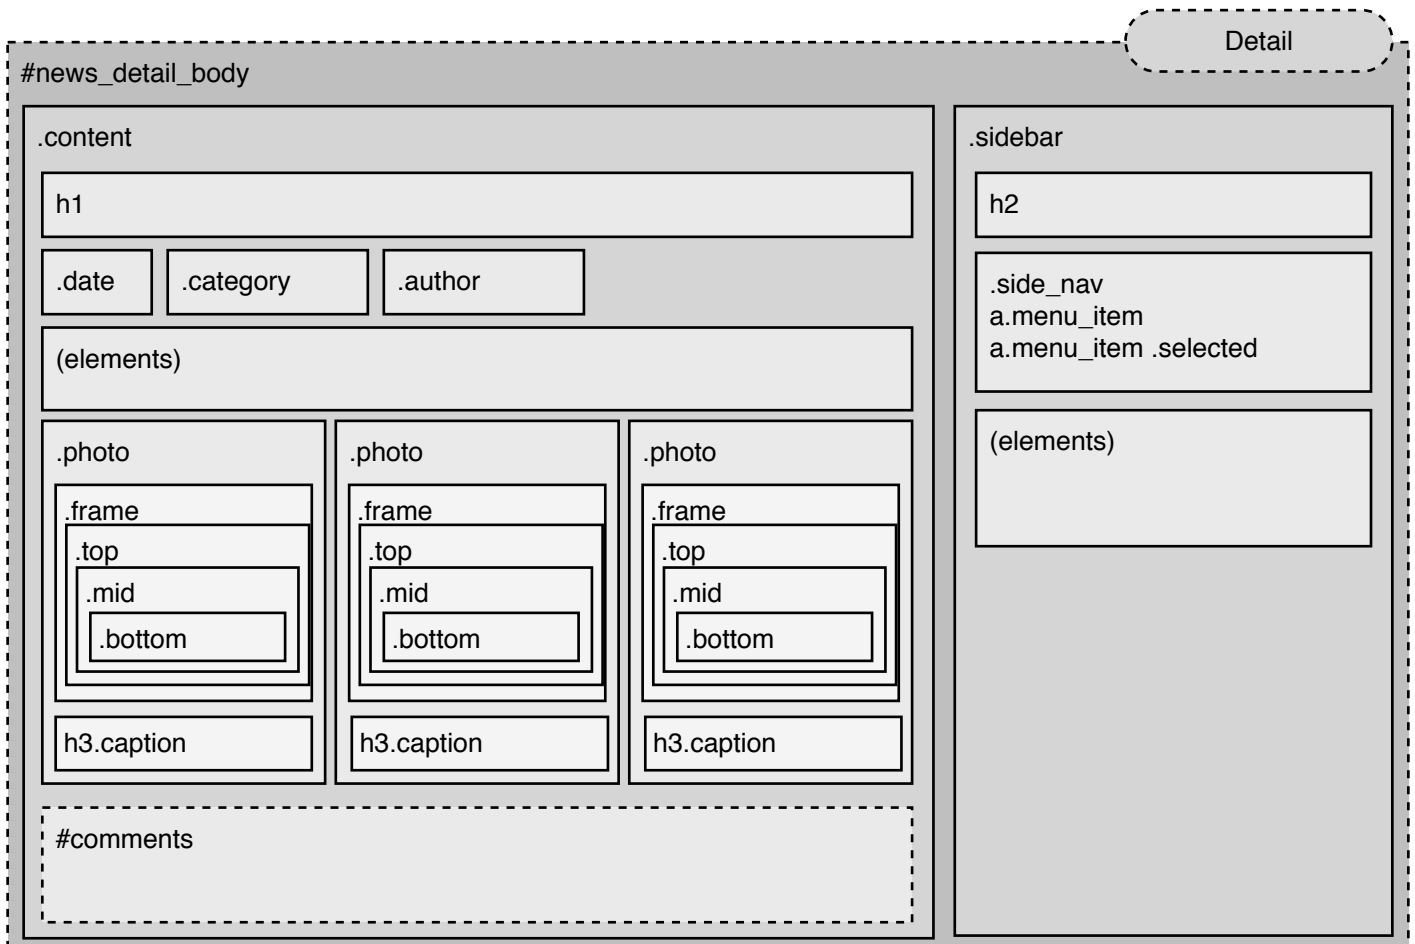 Detail
#news_detail_body
.content
h1
.date
.category
.author
(elements)
.photo
.frame
.top
.mid
.bottom
h3.caption
.photo
.frame
.top
.mid
.bottom
h3.caption
.photo
.frame
.top
.mid
.bottom
h3.caption
#comments
.sidebar
h2
.side_nav
a.menu_item
a.menu_item .selected
(elements)